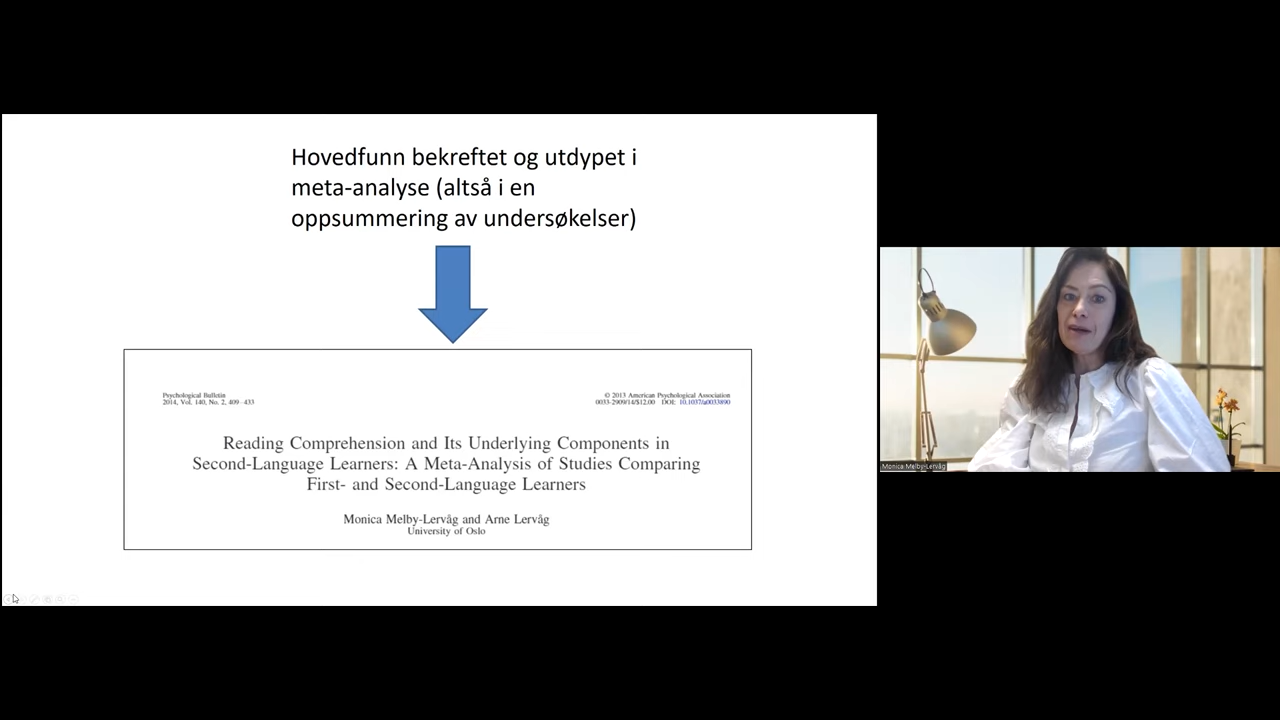 Hovedfunn bekreftet og utdypet i
meta-analyse (altså i en
oppsummering av undersøkelser)
Psychological Bulletin
2014, Vol. 140, No. 2, 409–433
© 2013 American Psychological Association
0033-2909/14/$12.00 DOI: 10.1037/a0033890
Reading Comprehension and Its Underlying Components in
Second-Language Learners: A Meta-Analysis of Studies Comparing
First- and Second-Language Learners
Monica Melby-Lervåg and Arne Lervåg
University of Oslo
Monica Melby-Lervåg